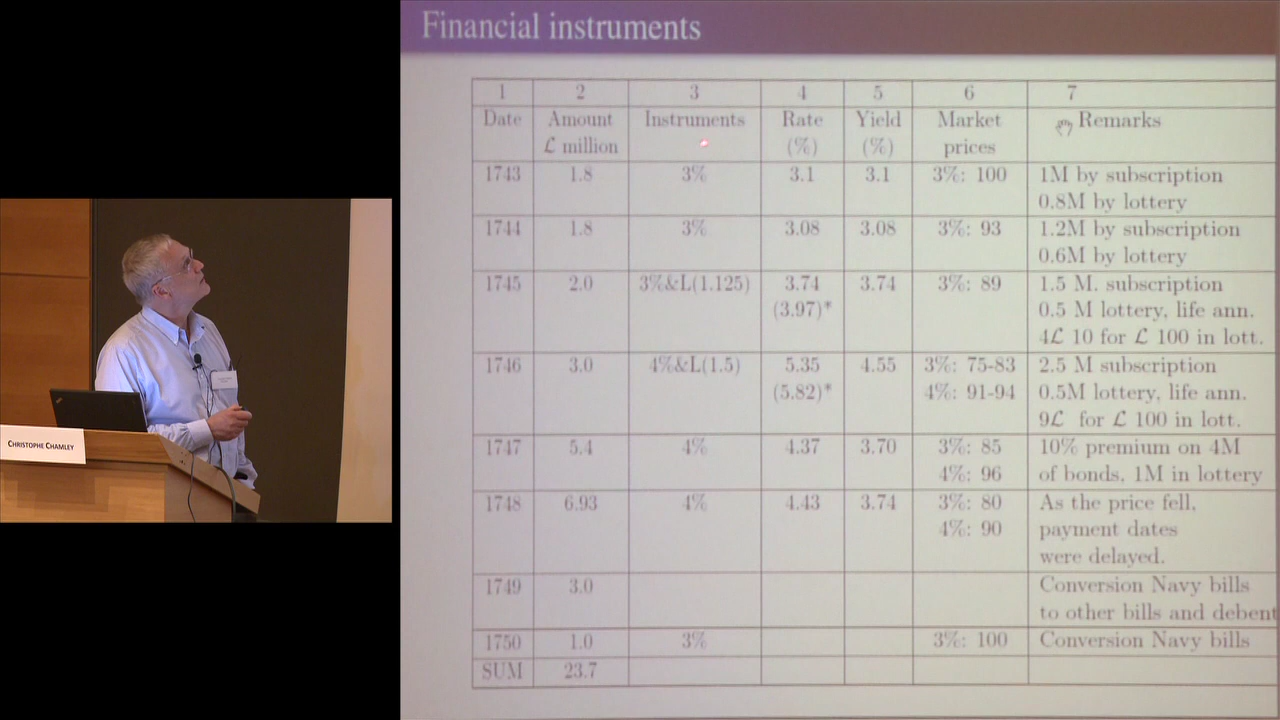 Financial instruments
1 2 3 4 5 6 7
Date Amount Instruments Rate Yield Market Remarks
£ million (%) (%) prices
1743 1.8 3% 3.1 3.1 3%: 100 1M by subscription
0.8M by lottery
1744 1.8 3% 3.08 3.08 3%: 93 1.2M by subscription
0.6M by lottery
1745 2.0 3%&L(1.125) 3.74 3.74 3%: 89 1.5 M. subscription
(3.97)* 0.5 M lottery, life ann.
4£ 10 for £ 100 in lott.
1746 3.0 4%&L(1.5) 5.35 4.55 3%: 75-83 2.5 M subscription
(5.82)* 4%: 91-94 0.5M lottery, life ann.
9£ for £ 100 in lott.
1747 5.4 4% 4.37 3.70 3%: 85 10% premium on 4M
4%: 96 of bonds, 1M in lottery
1748 6.93 4% 4.43 3.74 3%: 80 As the price fell,
4%: 90 payment dates
were delayed.
1749 3.0 Conversion Navy bills
to other bills and debent
1750 1.0 3% 3%: 100 Conversion Navy bills
SUM 23.7
CHRISTOPHE CHAMLEY